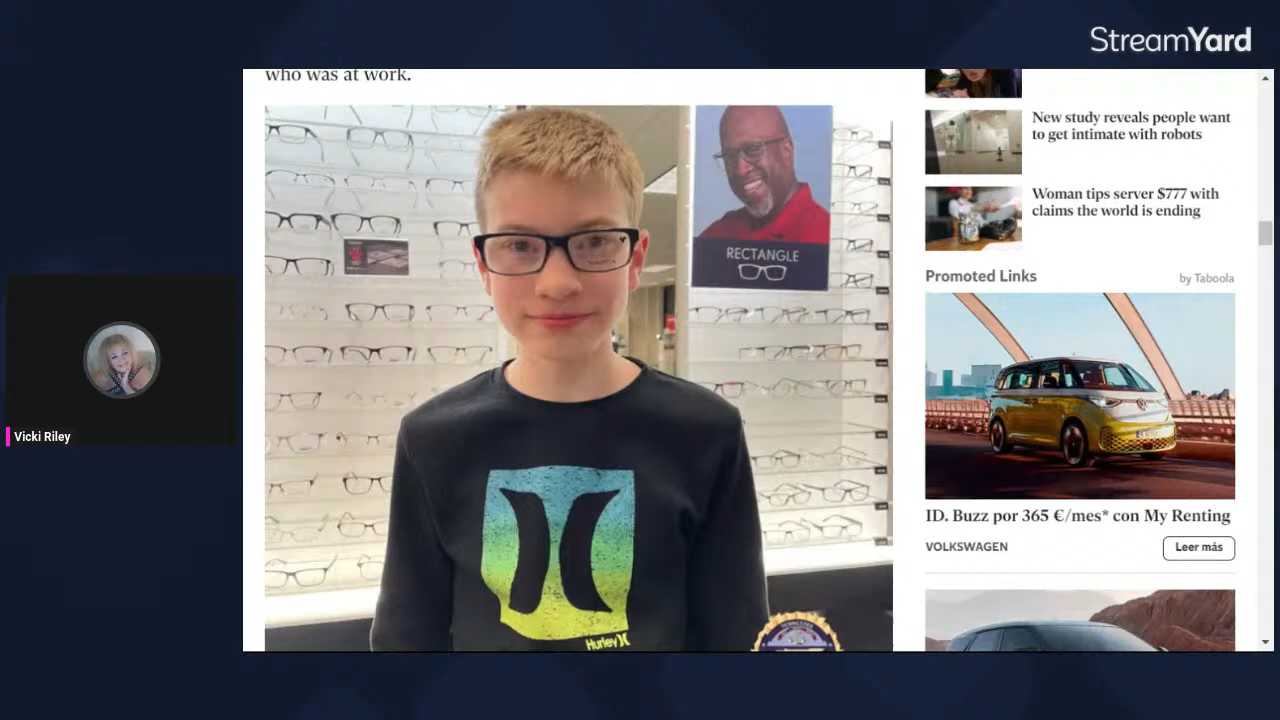 StreamYard
who was at work.
RECTANGLE
Hurley
TENNESSEE
New study reveals people want
to get intimate with robots
Woman tips server $777 with
claims the world is ending
Promoted Links
by Taboola
ID. Buzz por 365 €/mes* con My Renting
VOLKSWAGEN
Leer más
Vicki Riley